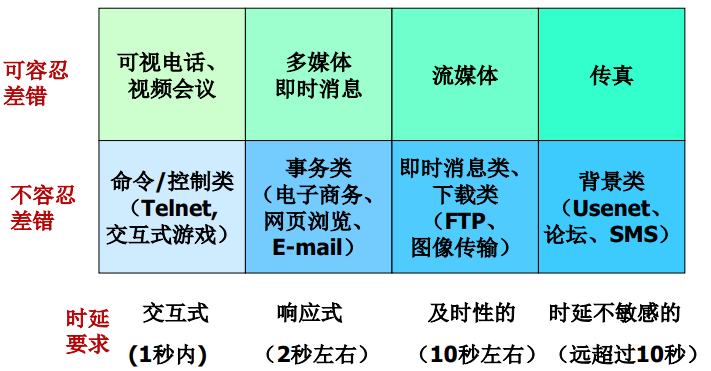 可容忍
差错
可视电话、
视频会议
多媒体
即时消息
流媒体
传真
不容忍
差错
命令/控制类
（Telnet,
交互式游戏）
事务类
（电子商务、
网页浏览、
E-mail）
即时消息类、
下载类
（FTP、
图像传输）
背景类
（Usenet、
论坛、SMS）
时延
要求
交互式
(1秒内)
响应式
（2秒左右）
及时性的
（10秒左右）
时延不敏感的
（远超过10秒）